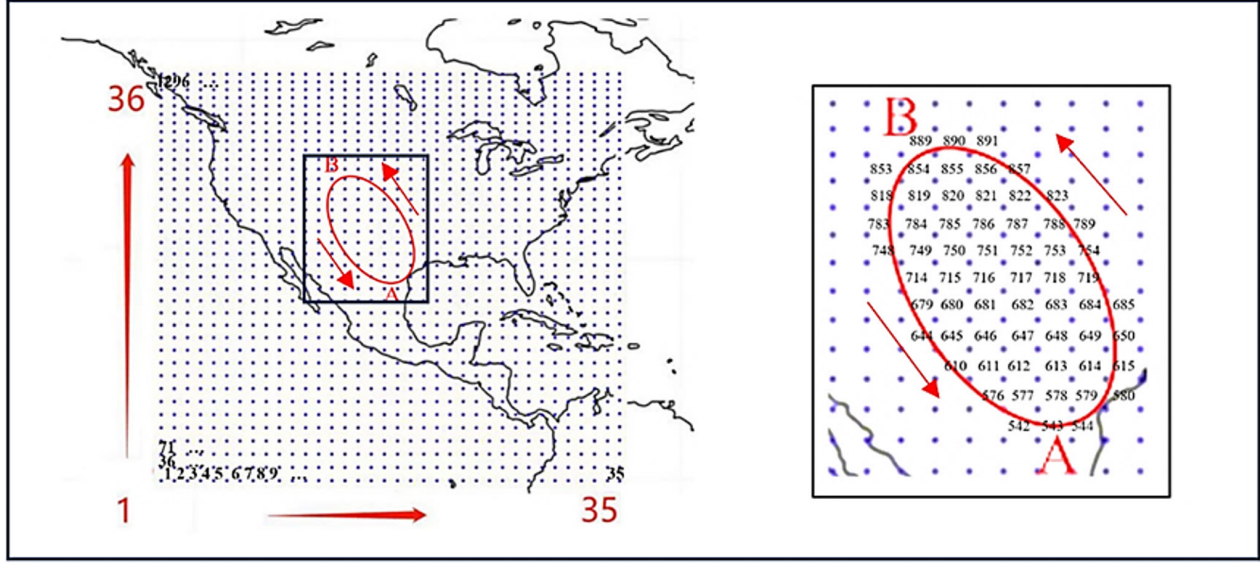 1296 ...
36
B
A
71 ...
36 ...
1 2 3 4 5 6 7 8 9 ... 35
1 35
B
889 890 891
853 854 855 856 857
818 819 820 821 822 823
783 784 785 786 787 788 789
748 749 750 751 752 753 754
714 715 716 717 718 719
679 680 681 682 683 684 685
644 645 646 647 648 649 650
610 611 612 613 614 615
576 577 578 579 580
542 543 544
A